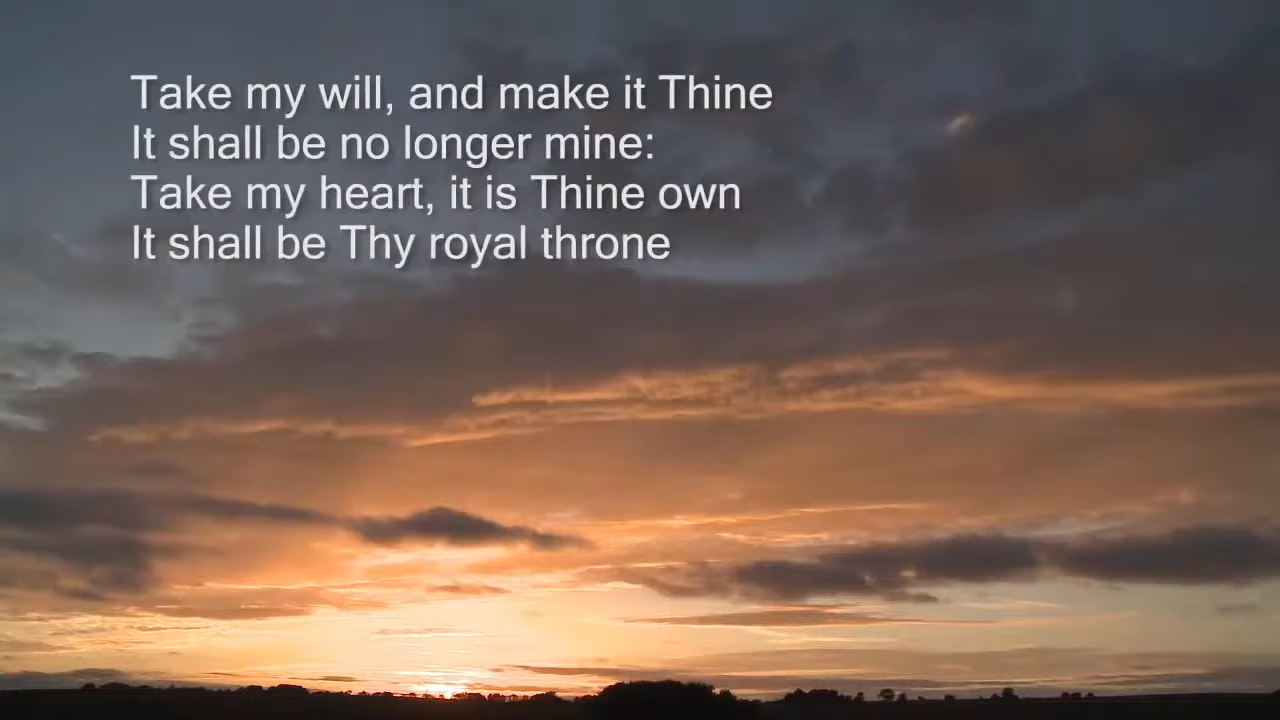 Take my will, and make it Thine
It shall be no longer mine:
Take my heart, it is Thine own
It shall be Thy royal throne